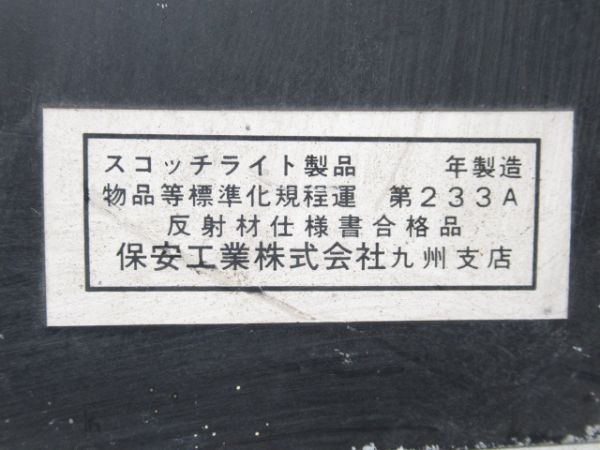 スコッチライト製品　年製造
物品等標準化規程運　第２３３Ａ
反射材仕様書合格品
保安工業株式会社九州支店